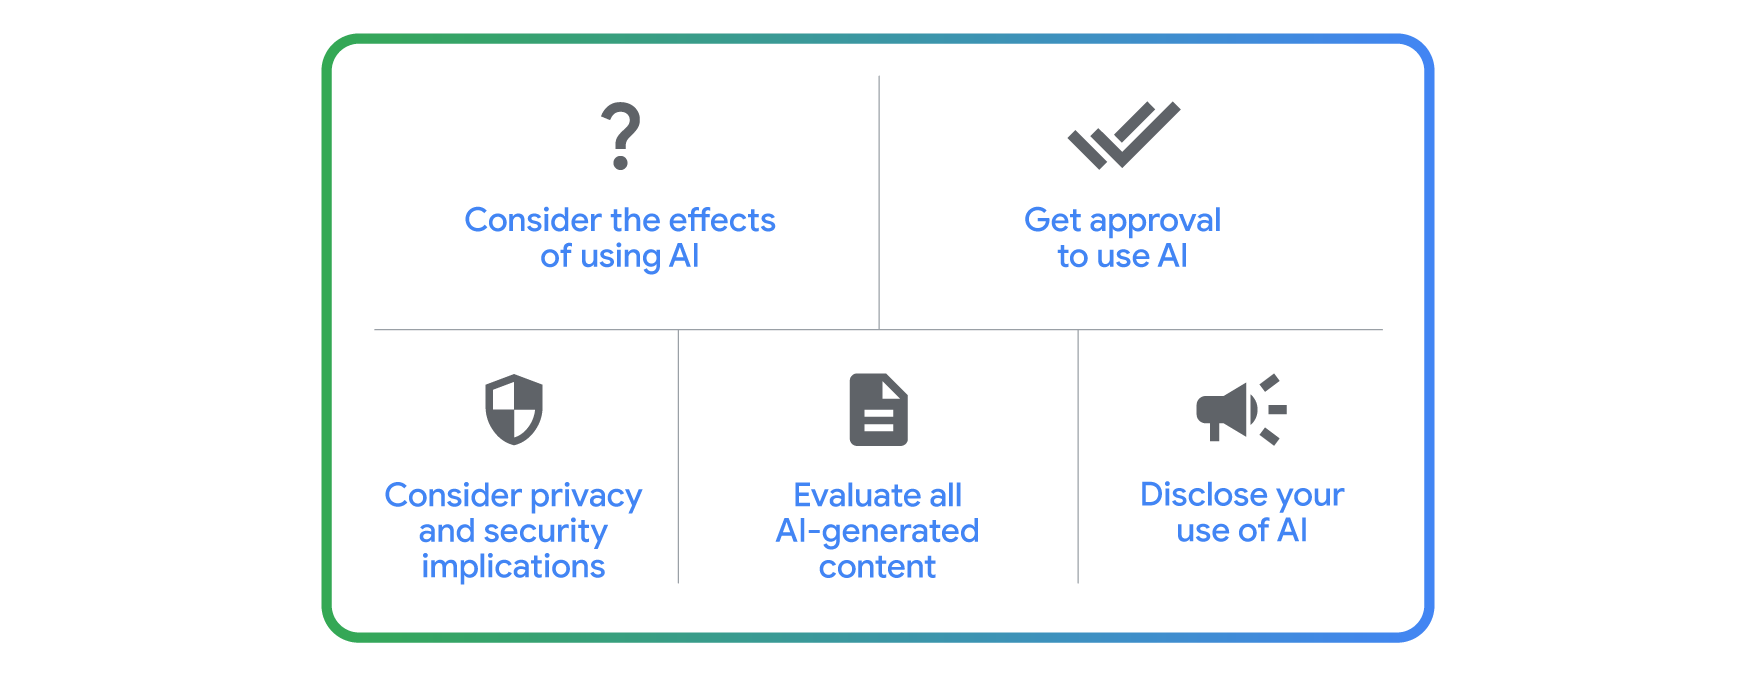 Consider the effects
of using AI
Get approval
to use AI
Consider privacy
and security
implications
Evaluate all
AI-generated
content
Disclose your
use of AI